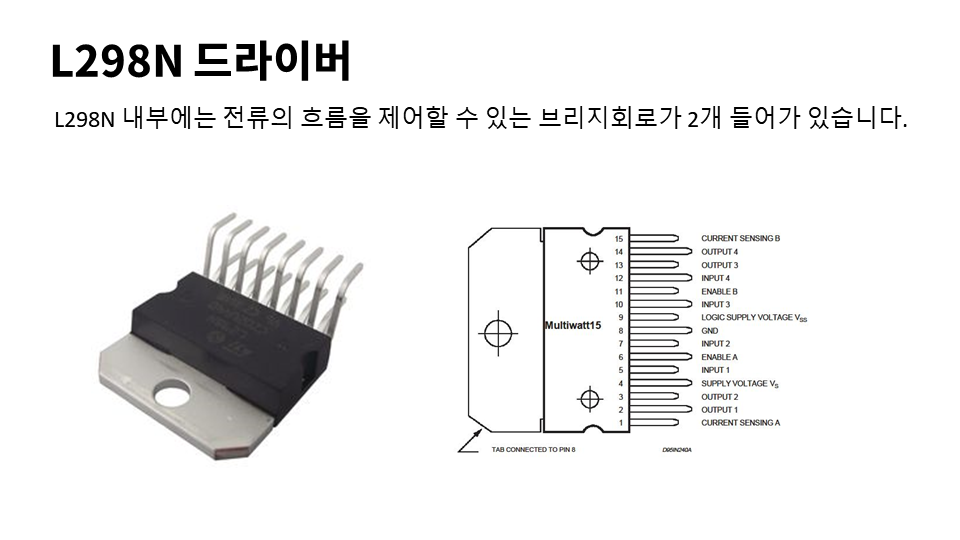 L298N 드라이버
L298N 내부에는 전류의 흐름을 제어할 수 있는 브리지회로가 2개 들어가 있습니다.
15 CURRENT SENSING B
14 OUTPUT 4
13 OUTPUT 3
12 INPUT 4
11 ENABLE B
10 INPUT 3
9 LOGIC SUPPLY VOLTAGE VSS
Multiwatt15
8 GND
7 INPUT 2
6 ENABLE A
5 INPUT 1
4 SUPPLY VOLTAGE VS
3 OUTPUT 2
2 OUTPUT 1
1 CURRENT SENSING A
TAB CONNECTED TO PIN 8
D95IN240A